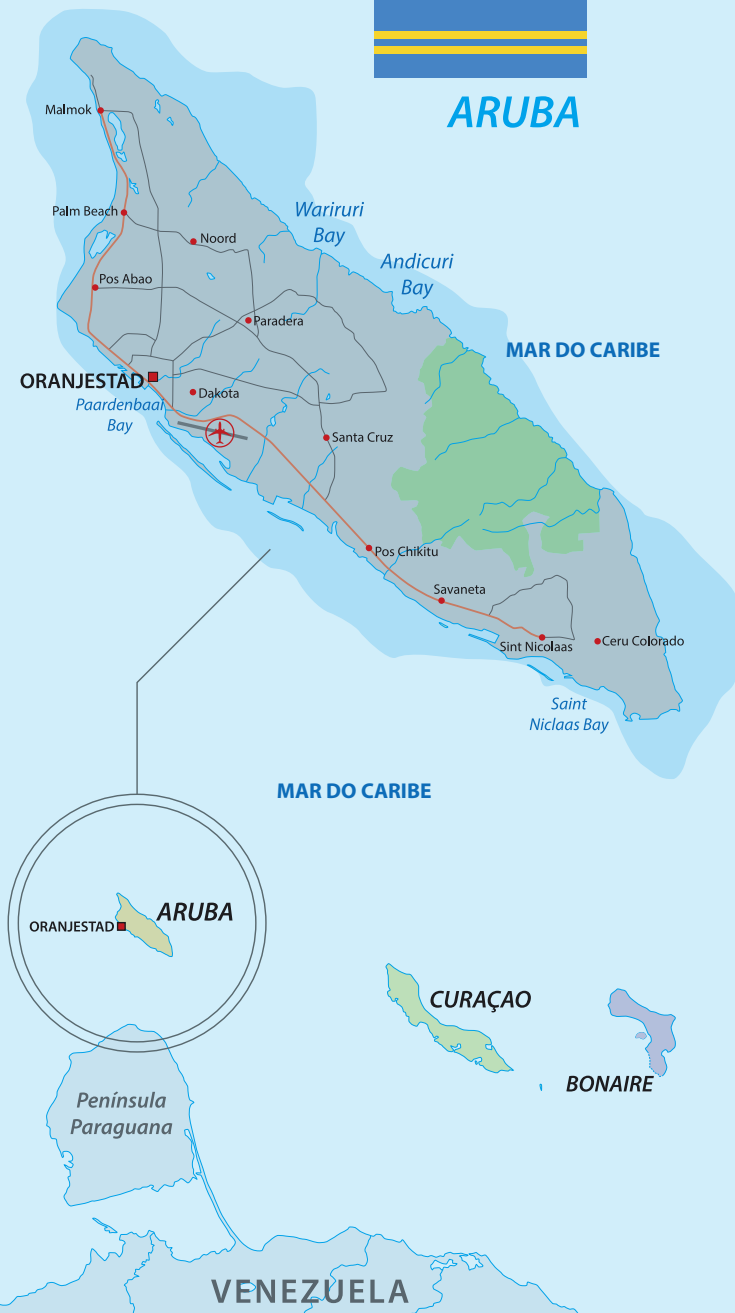 ARUBA
Malmok
Palm Beach
Wariruri
Bay
Noord
Andicuri
Bay
Pos Abao
Paradera
MAR DO CARIBE
ORANJESTAD
Dakota
Paardenbaai
Bay
Santa Cruz
Pos Chikitu
Savaneta
Sint Nicolaas
Ceru Colorado
Saint
Niclaas Bay
MAR DO CARIBE
ARUBA
ORANJESTAD
CURAÇAO
BONAIRE
Península
Paraguana
VENEZUELA